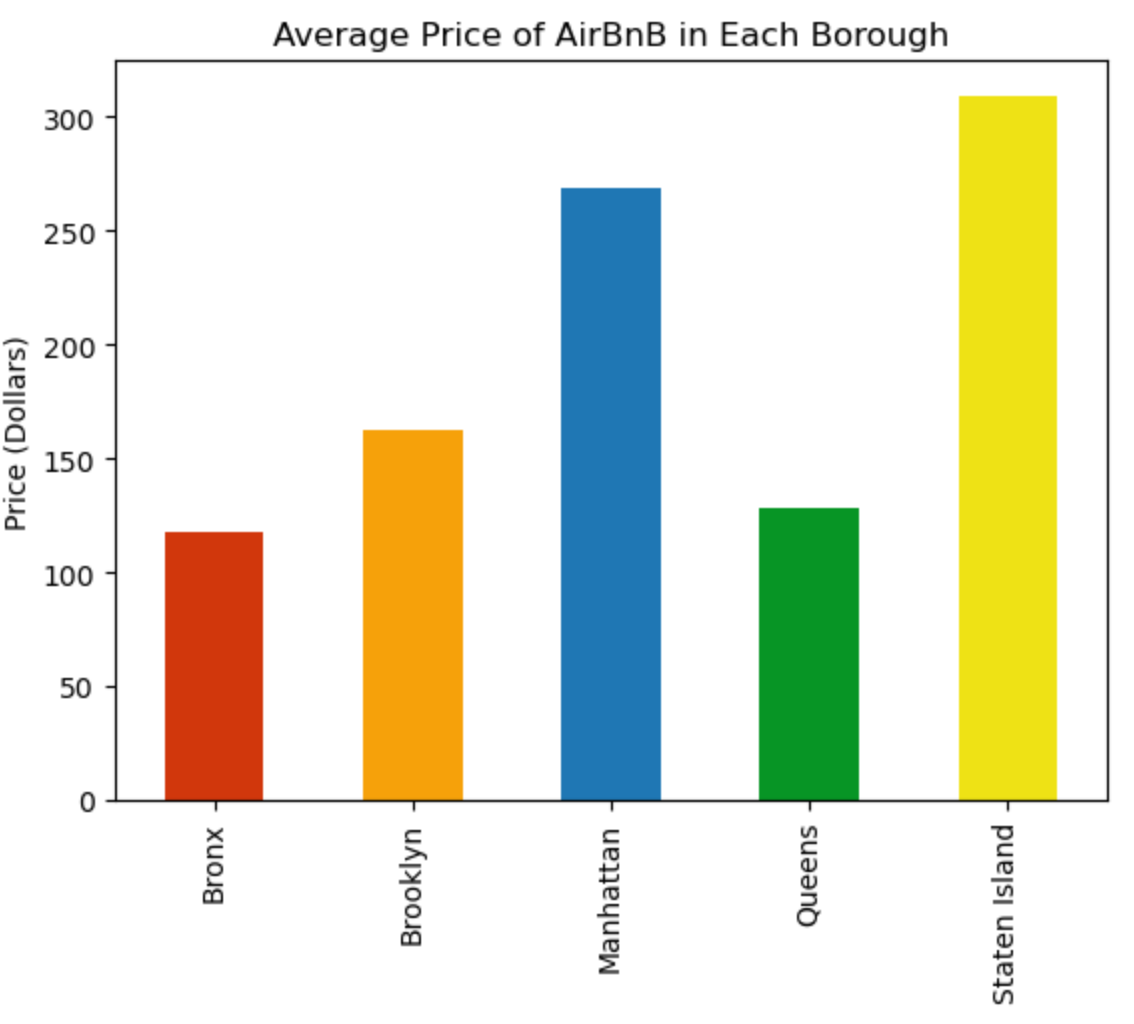 Average Price of AirBnB in Each Borough
Price (Dollars)
300
250
200
150
100
50
0
Bronx
Brooklyn
Manhattan
Queens
Staten Island